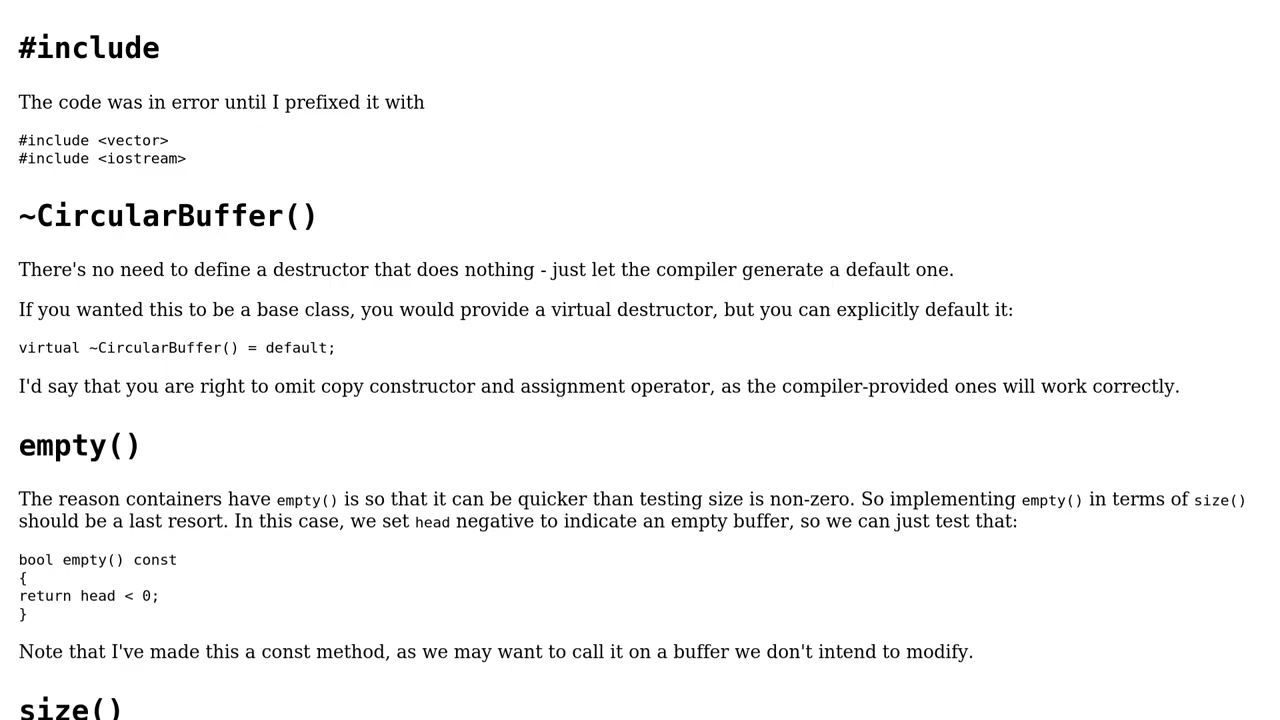 #include
The code was in error until I prefixed it with
#include <vector>
#include <iostream>
~CircularBuffer()
There's no need to define a destructor that does nothing - just let the compiler generate a default one.
If you wanted this to be a base class, you would provide a virtual destructor, but you can explicitly default it:
virtual ~CircularBuffer() = default;
I'd say that you are right to omit copy constructor and assignment operator, as the compiler-provided ones will work correctly.
empty()
The reason containers have empty() is so that it can be quicker than testing size is non-zero. So implementing empty() in terms of size()
should be a last resort. In this case, we set head negative to indicate an empty buffer, so we can just test that:
bool empty() const
{
return head < 0;
}
Note that I've made this a const method, as we may want to call it on a buffer we don't intend to modify.
size()